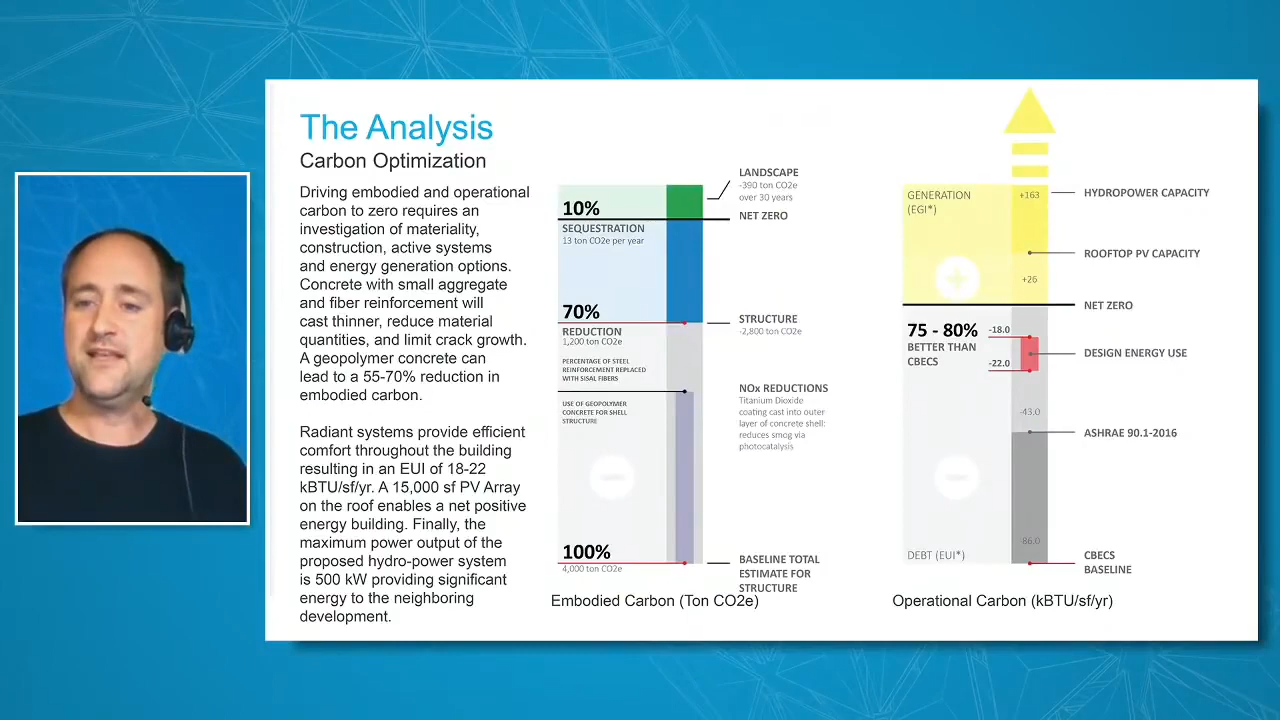 The Analysis
Carbon Optimization
Driving embodied and operational
carbon to zero requires an
investigation of materiality,
construction, active systems
and energy generation options.
Concrete with small aggregate
and fiber reinforcement will
cast thinner, reduce material
quantities, and limit crack growth.
A geopolymer concrete can
lead to a 55-70% reduction in
embodied carbon.
Radiant systems provide efficient
comfort throughout the building
resulting in an EUI of 18-22
kBTU/sf/yr. A 15,000 sf PV Array
on the roof enables a net positive
energy building. Finally, the
maximum power output of the
proposed hydro-power system
is 500 kW providing significant
energy to the neighboring
development.
10%
SEQUESTRATION
13 ton CO2e per year
70%
REDUCTION
1,200 ton CO2e
PERCENTAGE OF STEEL
REINFORCEMENT REPLACED
WITH SISAL FIBERS
USE OF GEOPOLYMER
CONCRETE FOR SHELL
STRUCTURE
100%
4,000 ton CO2e
LANDSCAPE
-390 ton CO2e
over 30 years
NET ZERO
STRUCTURE
-2,800 ton CO2e
NOx REDUCTIONS
Titanium Dioxide
coating cast into outer
layer of concrete shell:
reduces smog via
photocatalysis
BASELINE TOTAL
ESTIMATE FOR
STRUCTURE
Embodied Carbon (Ton CO2e)
GENERATION
(EGI*)
+163
+26
75 - 80%
BETTER THAN
CBECS
-18.0
-22.0
-43.0
-86.0
DEBT (EUI*)
HYDROPOWER CAPACITY
ROOFTOP PV CAPACITY
NET ZERO
DESIGN ENERGY USE
ASHRAE 90.1-2016
CBECS
BASELINE
Operational Carbon (kBTU/sf/yr)